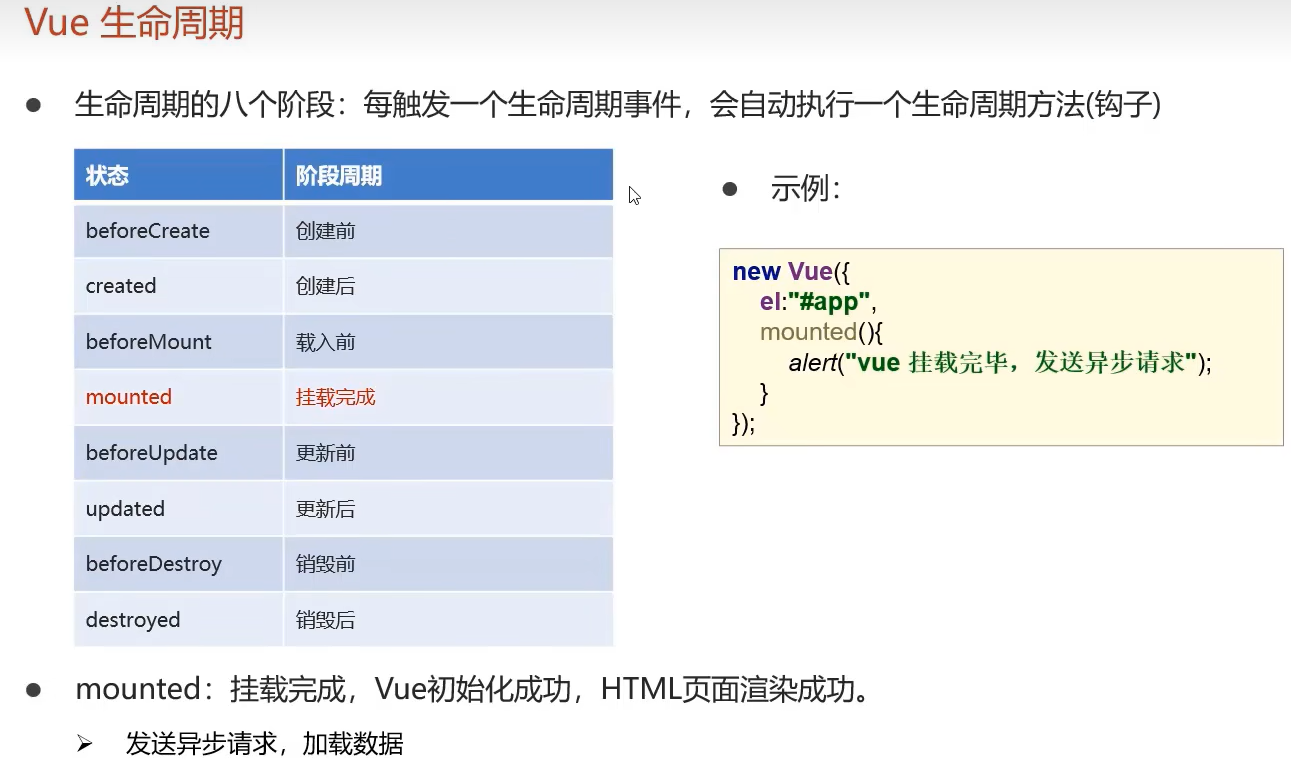 Vue 生命周期
生命周期的八个阶段：每触发一个生命周期事件，会自动执行一个生命周期方法(钩子)
状态 阶段周期
beforeCreate 创建前
created 创建后
beforeMount 载入前
mounted 挂载完成
beforeUpdate 更新前
updated 更新后
beforeDestroy 销毁前
destroyed 销毁后
示例：
new Vue({
el:"#app",
mounted(){
alert("vue 挂载完毕，发送异步请求");
}
});
mounted：挂载完成，Vue初始化成功，HTML页面渲染成功。
发送异步请求，加载数据